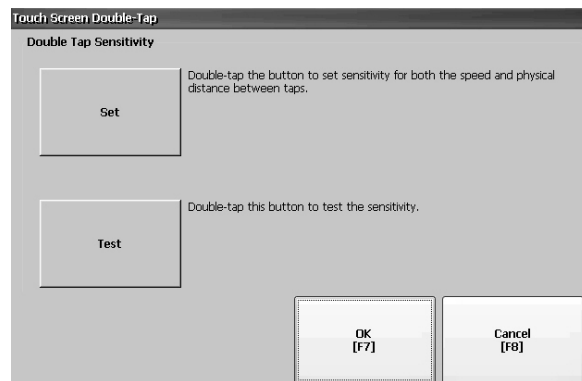 Touch Screen Double-Tap
Double Tap Sensitivity
Set
Double-tap the button to set sensitivity for both the speed and physical
distance between taps.
Test
Double-tap this button to test the sensitivity.
OK
[F7]
Cancel
[F8]